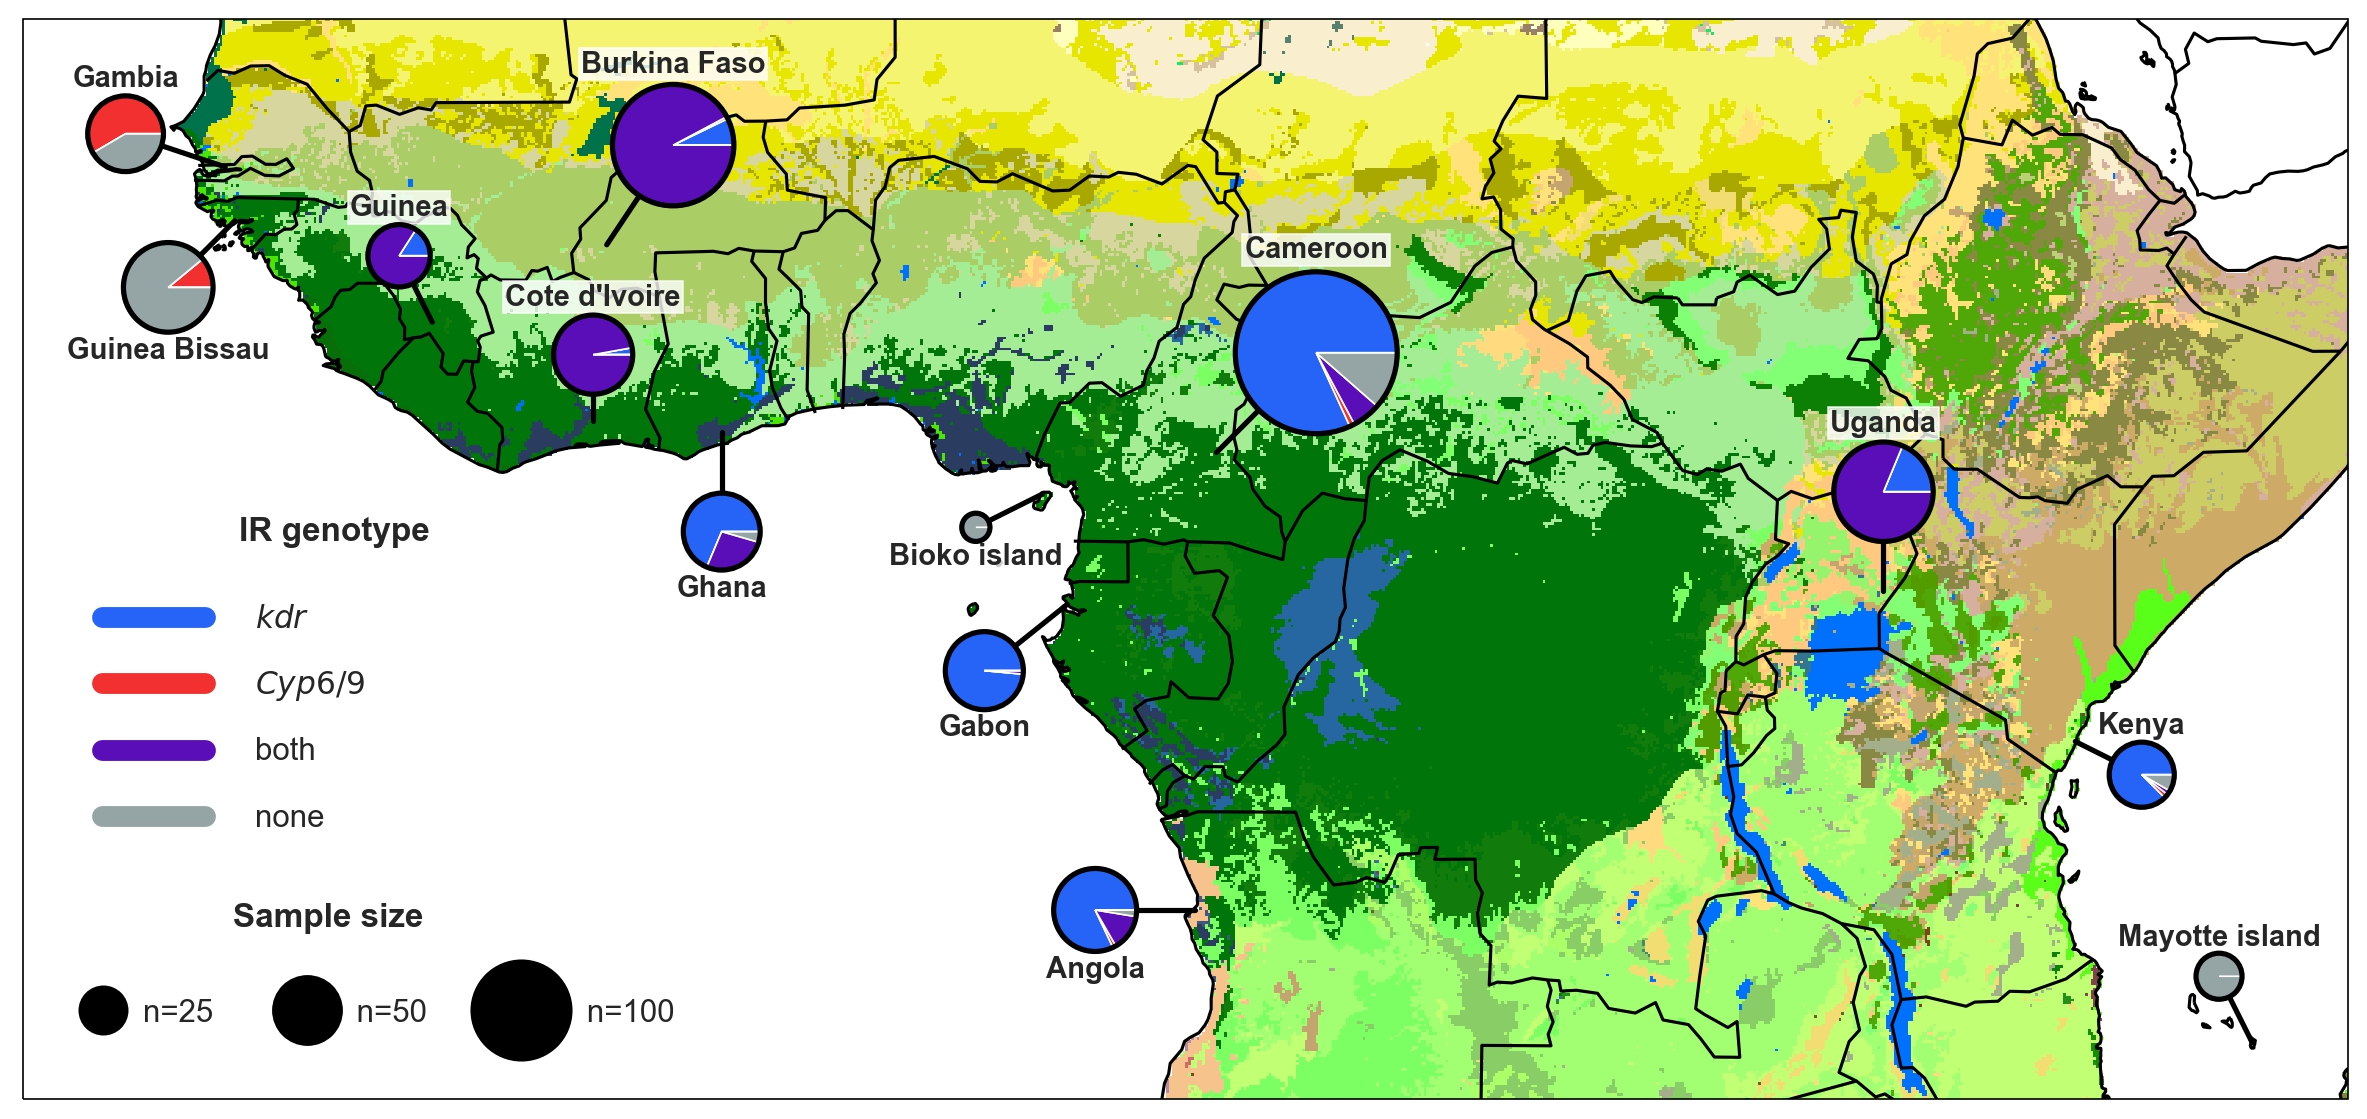 Gambia
Burkina Faso
Guinea
Guinea Bissau
Cote d'Ivoire
Cameroon
Uganda
Ghana
Bioko island
Gabon
Kenya
Angola
Mayotte island
IR genotype
kdr
Cyp6/9
both
none
Sample size
n=25
n=50
n=100